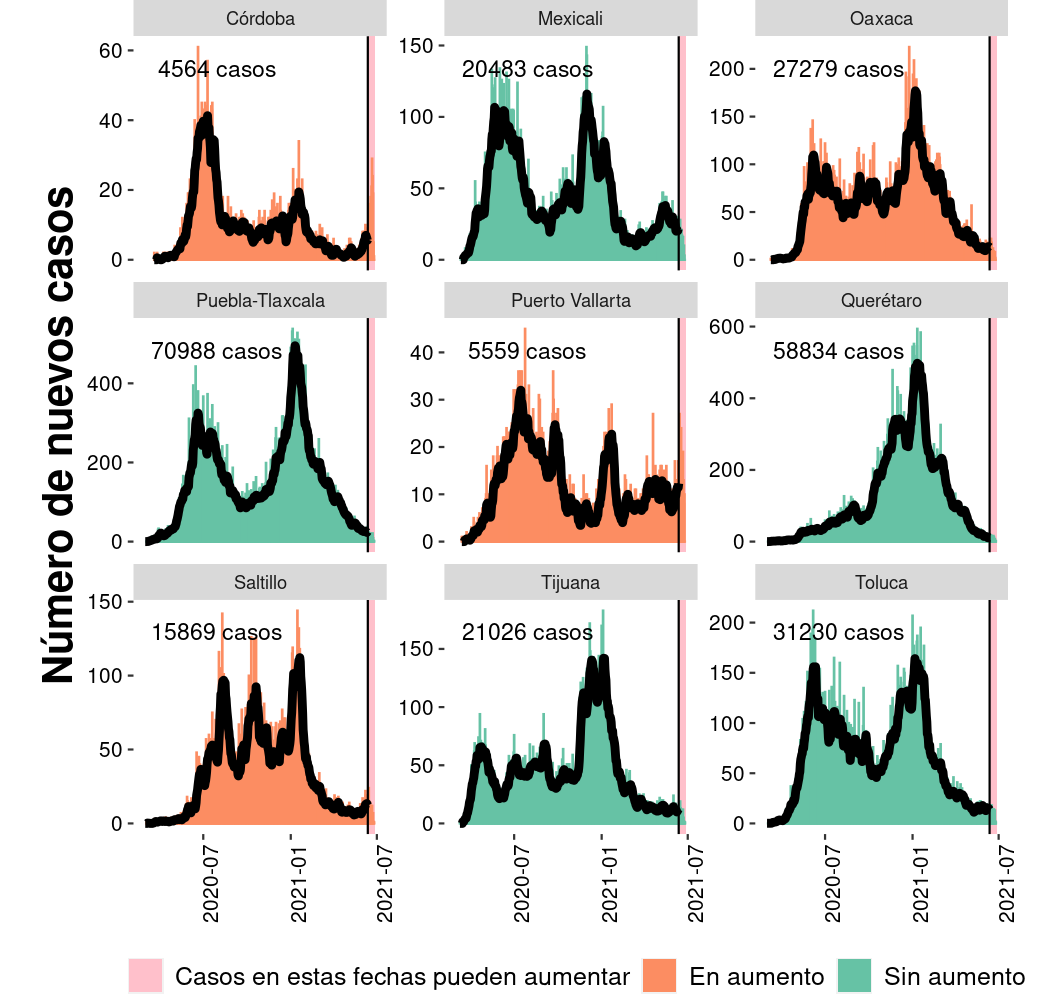 Número de nuevos casos
Córdoba
Mexicali
Oaxaca
60
40
20
0
4564 casos
150
100
50
0
20483 casos
200
150
100
50
0
27279 casos
Puebla-Tlaxcala
Puerto Vallarta
Querétaro
400
200
0
70988 casos
40
30
20
10
0
5559 casos
600
400
200
0
58834 casos
Saltillo
Tijuana
Toluca
150
100
50
0
15869 casos
150
100
50
0
21026 casos
200
150
100
50
0
31230 casos
2020-07
2021-01
2021-07
2020-07
2021-01
2021-07
2020-07
2021-01
2021-07
Casos en estas fechas pueden aumentar
En aumento
Sin aumento